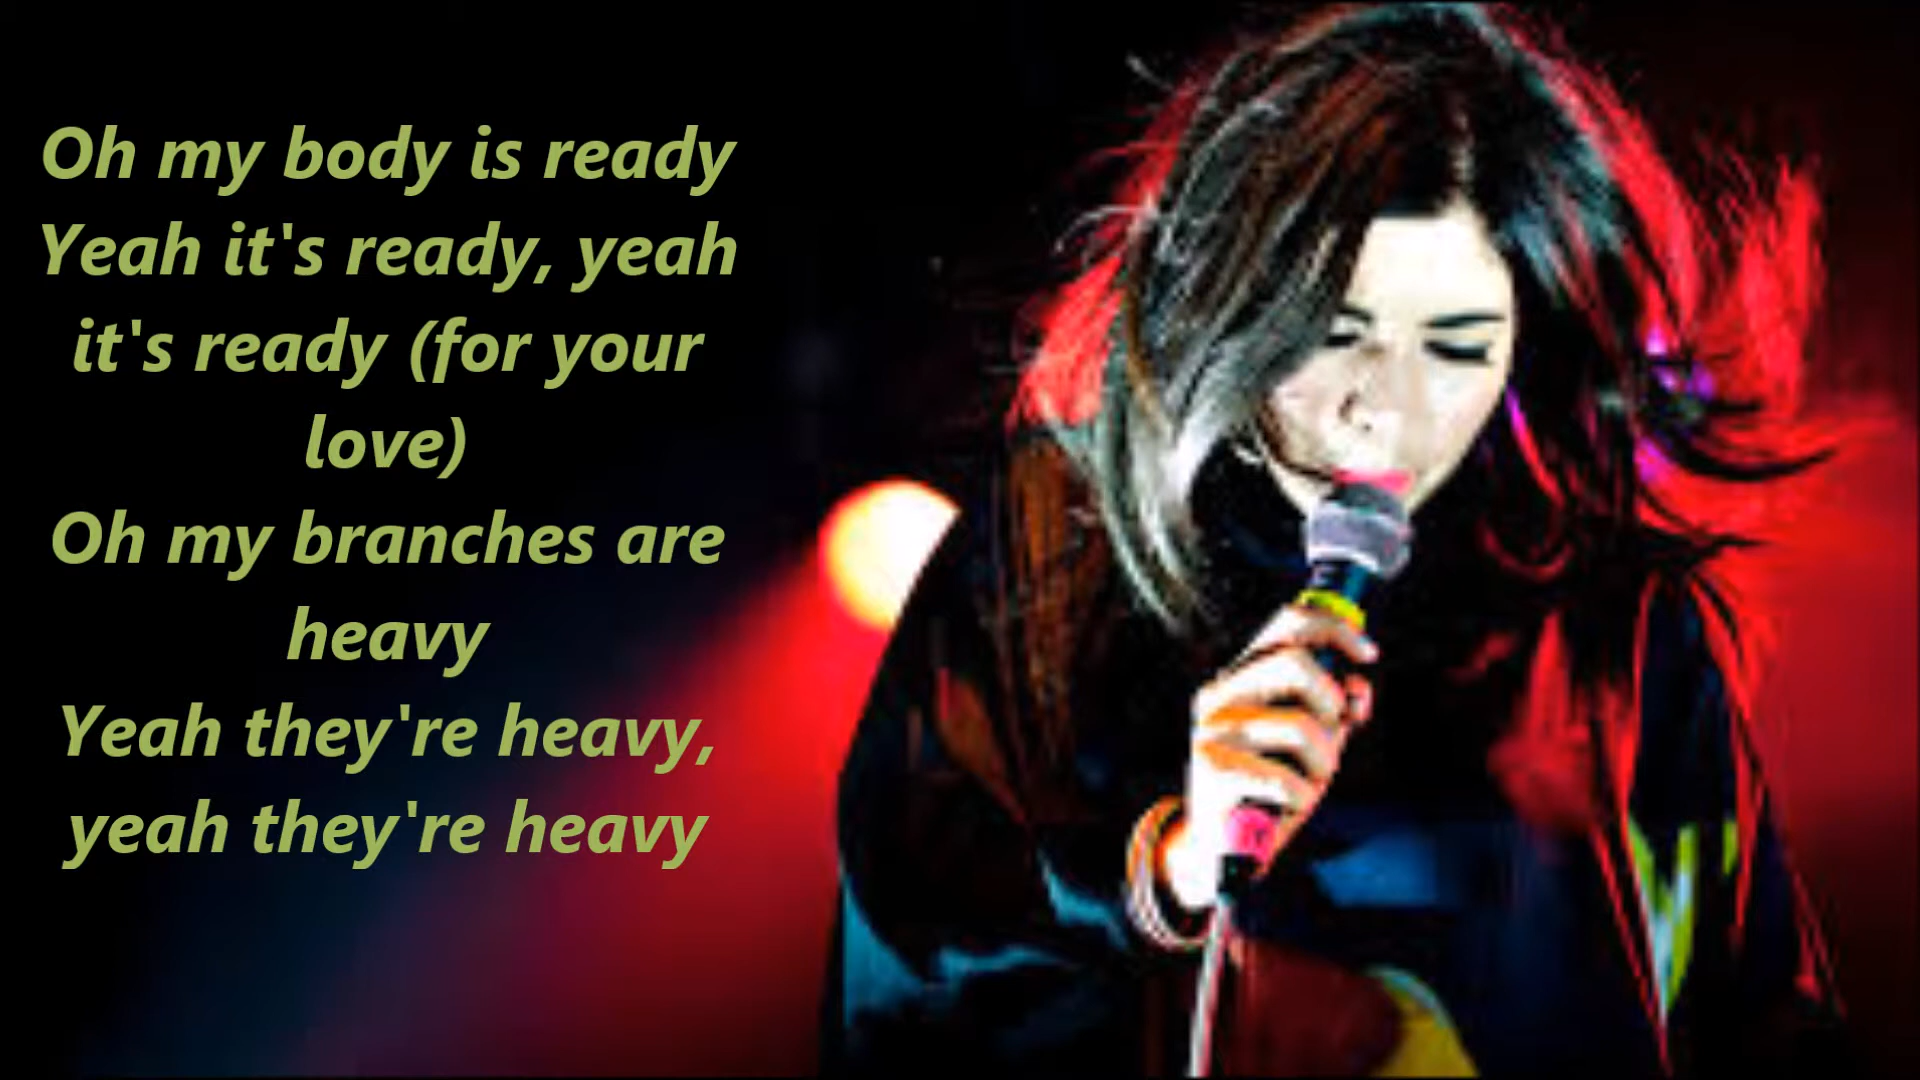 Oh my body is ready
Yeah it's ready, yeah
it's ready (for your
love)
Oh my branches are
heavy
Yeah they're heavy,
yeah they're heavy